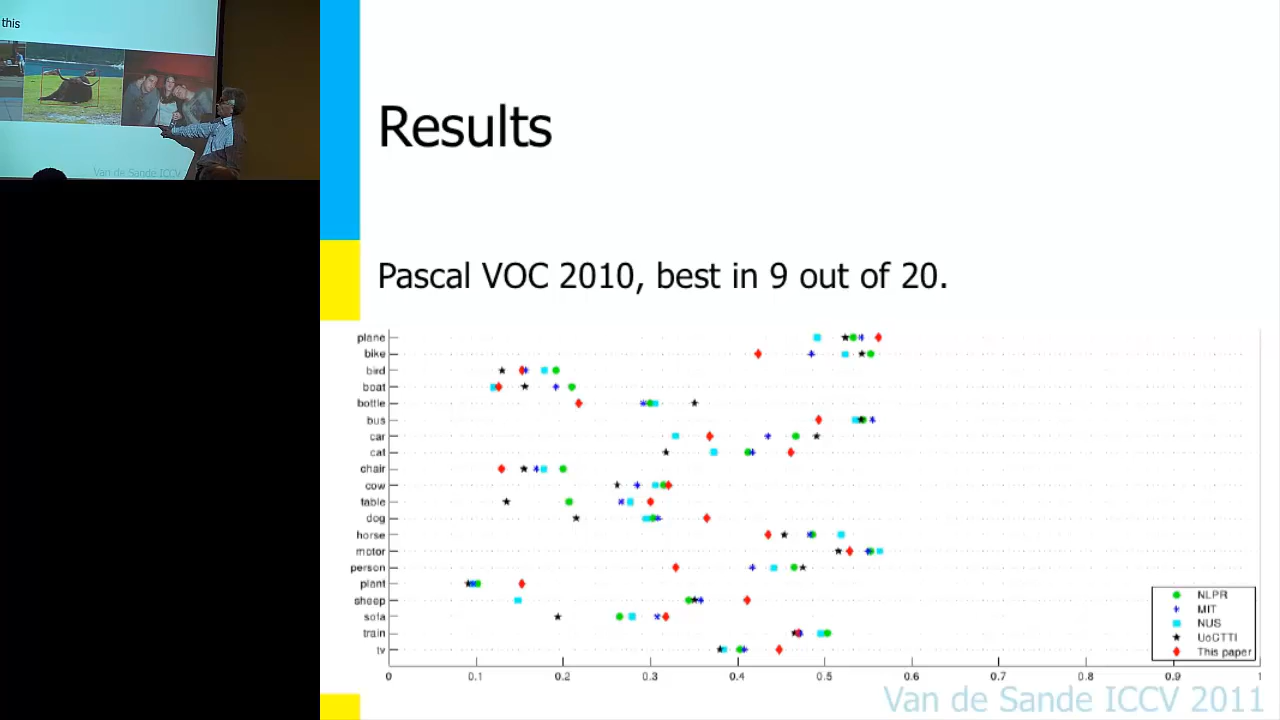 this
Van de Sande ICCV
Results
Pascal VOC 2010, best in 9 out of 20.
plane
bike
bird
boat
bottle
bus
car
cat
chair
cow
table
dog
horse
motor
person
plant
sheep
sofa
train
tv
NLPR
MIT
NUS
UoCTTI
This paper
0 0.1 0.2 0.3 0.4 0.5 0.6 0.7 0.8 0.9 1
Van de Sande ICCV 2011